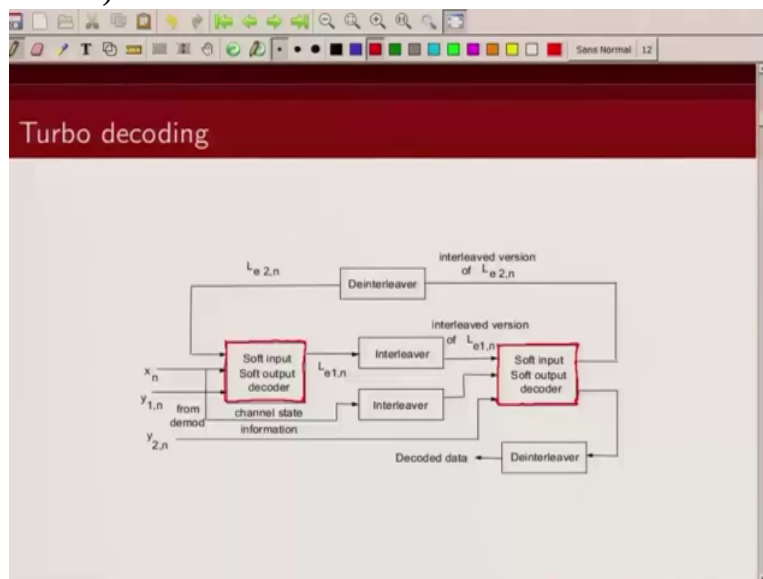 Sans Normal 12
Turbo decoding
L e 2,n
interleaved version
of L e 2,n
Deinterleaver
interleaved version
of L e1,n
Soft input
Soft output
decoder
L e1,n
Interleaver
Soft input
Soft output
decoder
x n
y 1,n
from
demod
channel state
information
Interleaver
y 2,n
Decoded data
Deinterleaver